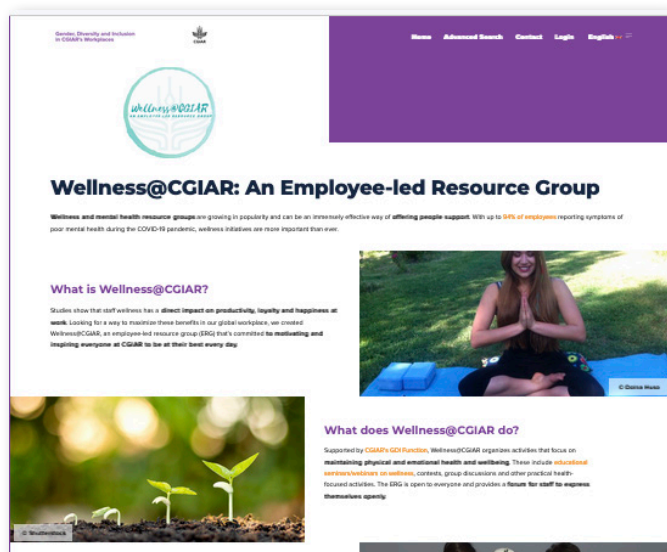 Gender, Diversity and Inclusion
in CGIAR's Workplaces
CGIAR
Home Advanced Search Contact Login English
Wellness@CGIAR
AN EMPLOYEE-LED RESOURCE GROUP
Wellness@CGIAR: An Employee-led Resource Group
Wellness and mental health resource groups are growing in popularity and can be an immensely effective way of offering people support. With up to 94% of employees reporting symptoms of
poor mental health during the COVID-19 pandemic, wellness initiatives are more important than ever.
What is Wellness@CGIAR?
Studies show that staff wellness has a direct impact on productivity, loyalty and happiness at
work. Looking for a way to maximize these benefits in our global workplace, we created
Wellness@CGIAR, an employee-led resource group (ERG) that's committed to motivating and
inspiring everyone at CGIAR to be at their best every day.
What does Wellness@CGIAR do?
Supported by CGIAR's GDI Function, Wellness@CGIAR organizes activities that focus on
maintaining physical and emotional health and wellbeing. These include educational
seminars/webinars on wellness, contests, group discussions and other practical health-
focused activities. The ERG is open to everyone and provides a forum for staff to express
themselves openly.
© Shutterstock